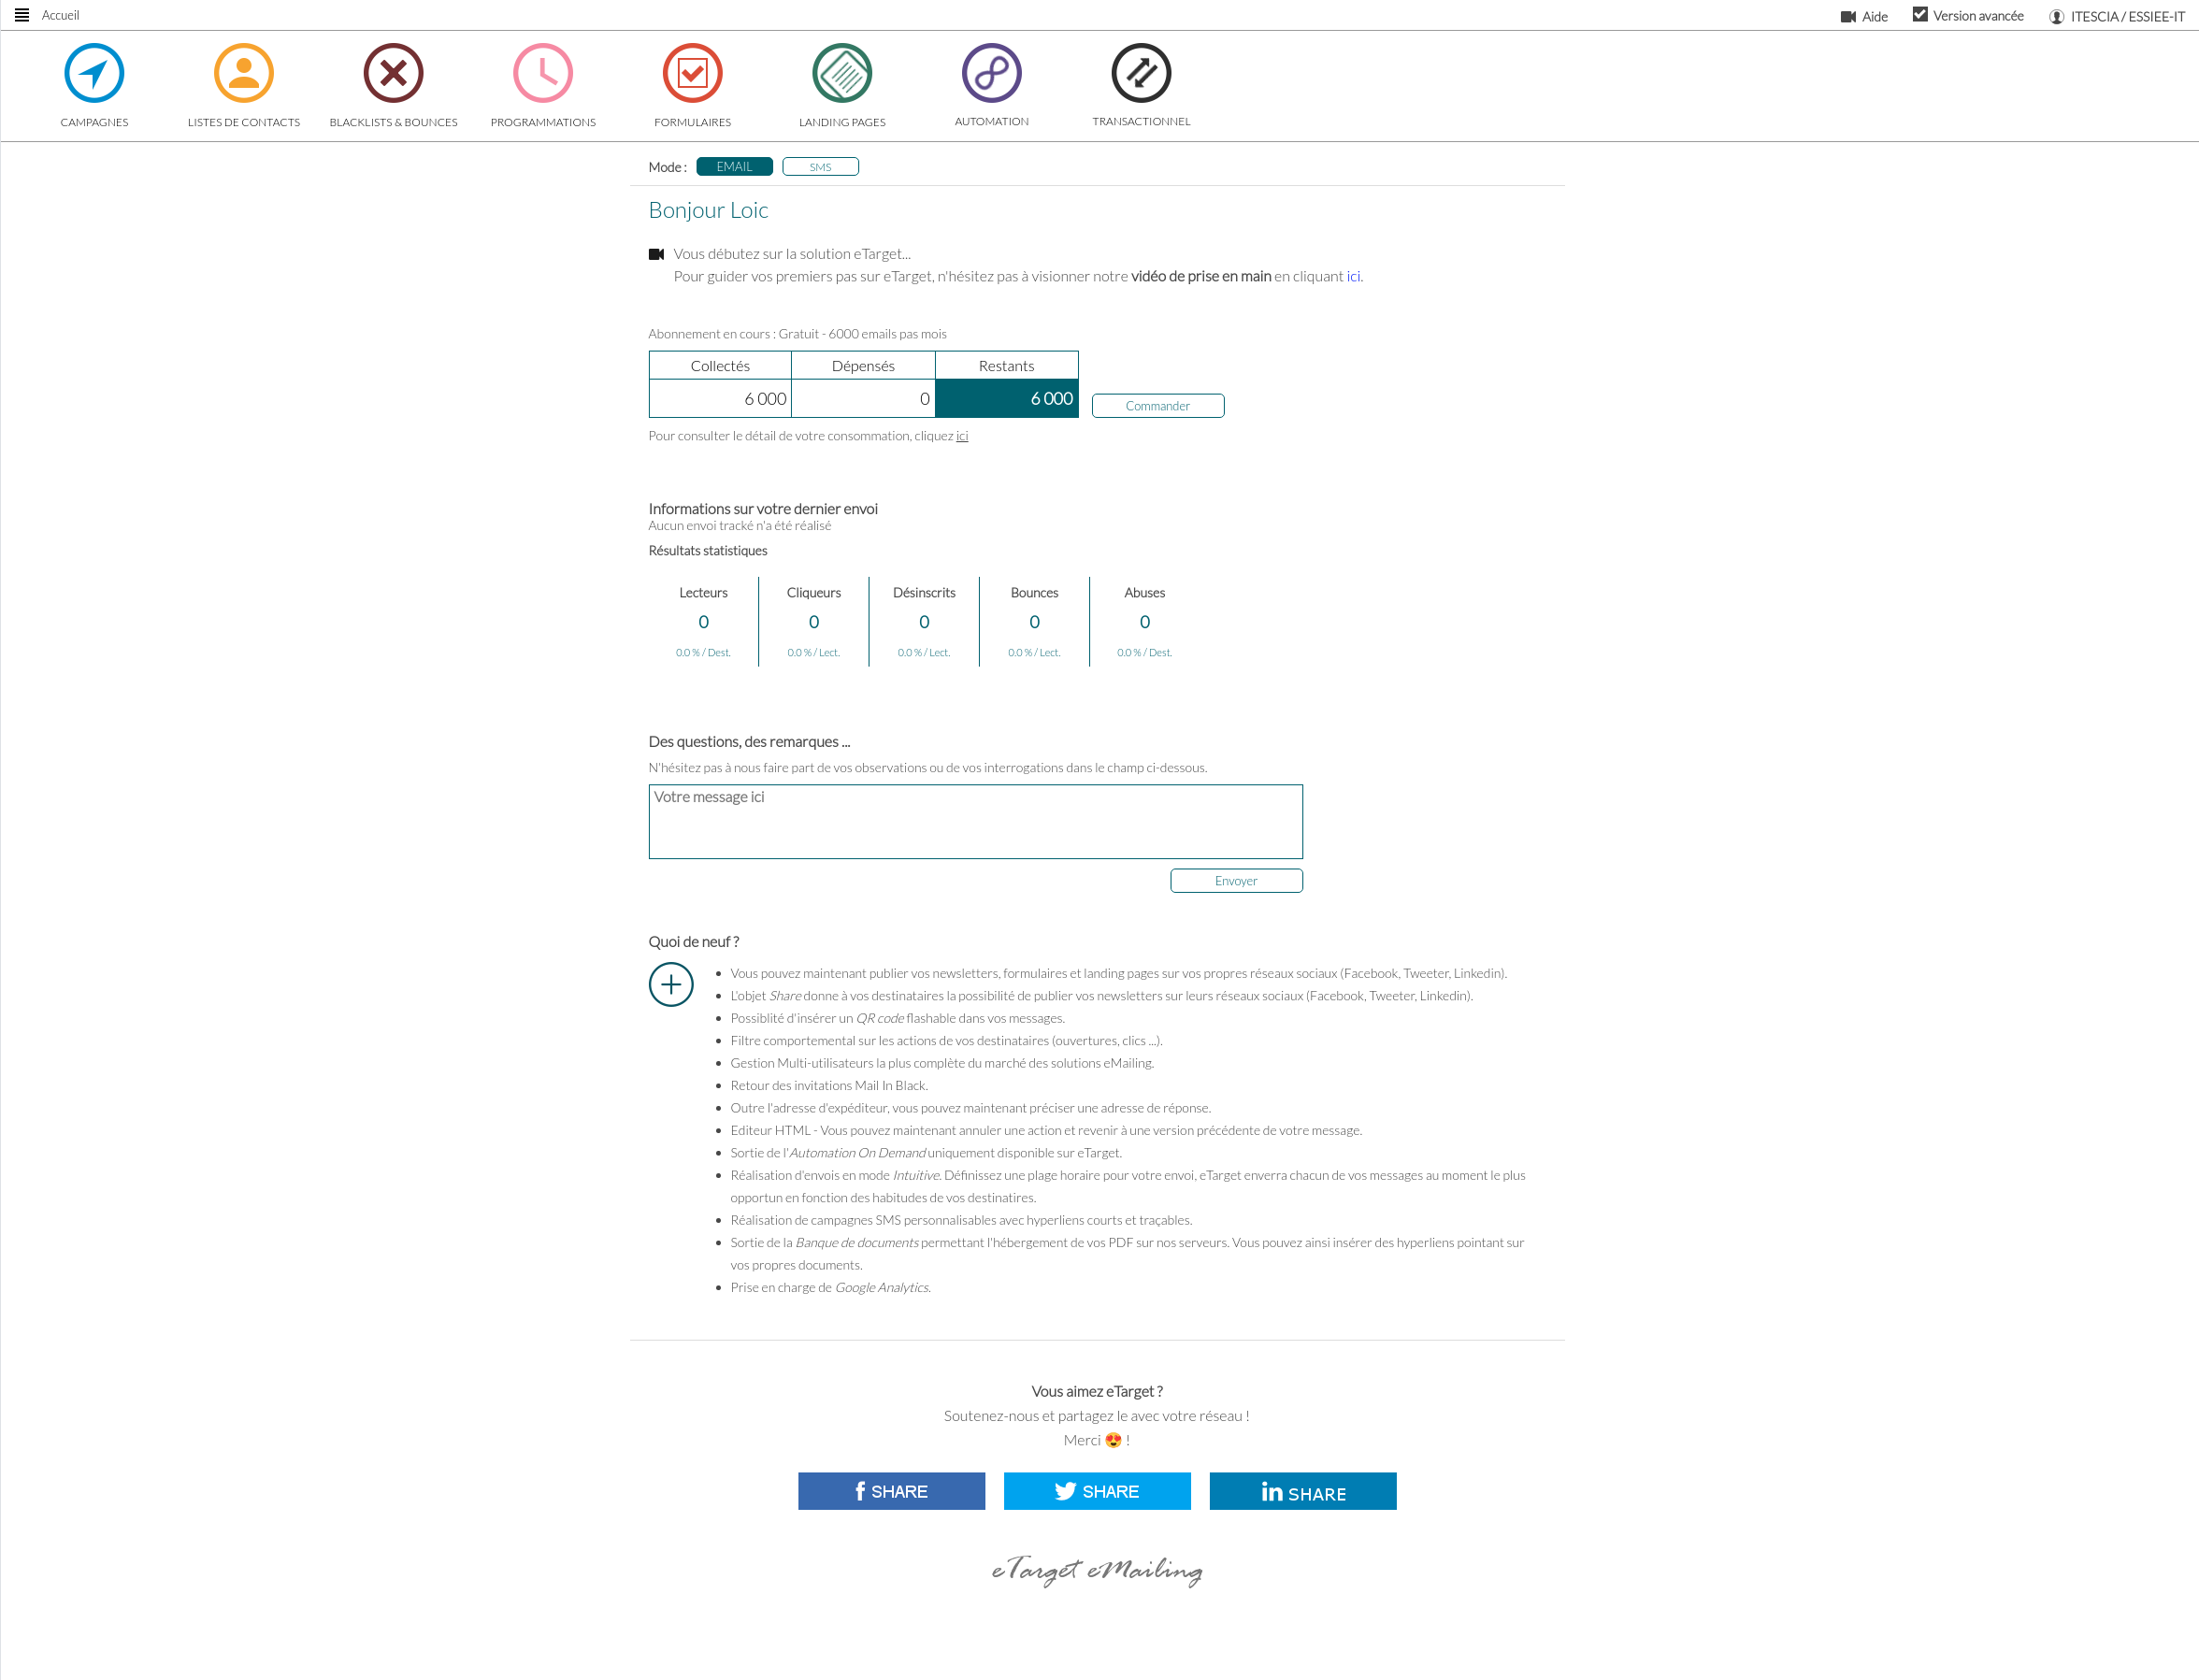 Accueil
Aide
Version avancée
ITESCIA / ESSIEE-IT
CAMPAGNES
LISTES DE CONTACTS
BLACKLISTS & BOUNCES
PROGRAMMATIONS
FORMULAIRES
LANDING PAGES
AUTOMATION
TRANSACTIONNEL
Mode : EMAIL SMS
Bonjour Loic
Vous débutez sur la solution eTarget...
Pour guider vos premiers pas sur eTarget, n'hésitez pas à visionner notre vidéo de prise en main en cliquant ici.
Abonnement en cours : Gratuit - 6000 emails pas mois
Collectés Dépensés Restants
6 000 0 6 000
Commander
Pour consulter le détail de votre consommation, cliquez ici
Informations sur votre dernier envoi
Aucun envoi tracké n'a été réalisé
Résultats statistiques
Lecteurs Cliqueurs Désinscrits Bounces Abuses
0 0 0 0 0
0.0 % / Dest. 0.0 % / Lect. 0.0 % / Lect. 0.0 % / Lect. 0.0 % / Dest.
Des questions, des remarques ...
N'hésitez pas à nous faire part de vos observations ou de vos interrogations dans le champ ci-dessous.
Votre message ici
Envoyer
Quoi de neuf ?
Vous pouvez maintenant publier vos newsletters, formulaires et landing pages sur vos propres réseaux sociaux (Facebook, Tweeter, Linkedin).
L'objet Share donne à vos destinataires la possibilité de publier vos newsletters sur leurs réseaux sociaux (Facebook, Tweeter, Linkedin).
Possiblité d'insérer un QR code flashable dans vos messages.
Filtre comportemental sur les actions de vos destinataires (ouvertures, clics ...).
Gestion Multi-utilisateurs la plus complète du marché des solutions eMailing.
Retour des invitations Mail In Black.
Outre l'adresse d'expéditeur, vous pouvez maintenant préciser une adresse de réponse.
Editeur HTML - Vous pouvez maintenant annuler une action et revenir à une version précédente de votre message.
Sortie de l'Automation On Demand uniquement disponible sur eTarget.
Réalisation d'envois en mode Intuitive. Définissez une plage horaire pour votre envoi, eTarget enverra chacun de vos messages au moment le plus
opportun en fonction des habitudes de vos destinatires.
Réalisation de campagnes SMS personnalisables avec hyperliens courts et traçables.
Sortie de la Banque de documents permettant l'hébergement de vos PDF sur nos serveurs. Vous pouvez ainsi insérer des hyperliens pointant sur
vos propres documents.
Prise en charge de Google Analytics.
Vous aimez eTarget ?
Soutenez-nous et partagez le avec votre réseau !
Merci 😍 !
SHARE
SHARE
in SHARE
eTarget eMailing